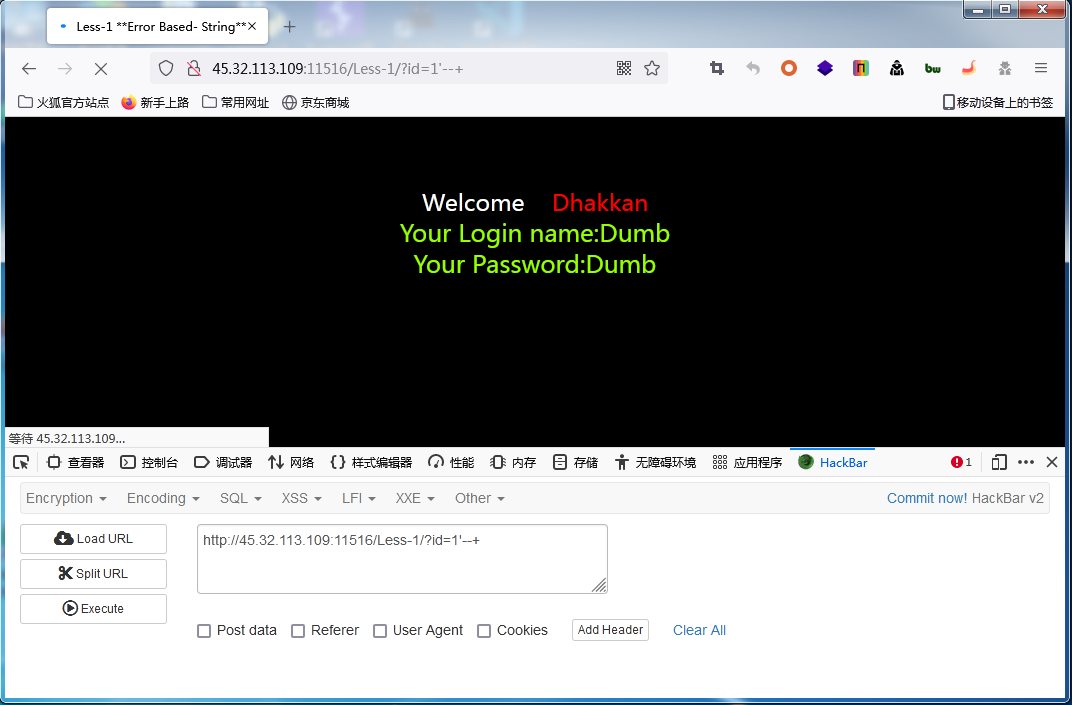 Less-1 **Error Based- String**
45.32.113.109:11516/Less-1/?id=1'--+
bw
火狐官方站点 新手上路 常用网址 京东商城 移动设备上的书签
Welcome Dhakkan
Your Login name:Dumb
Your Password:Dumb
等待 45.32.113.109...
查看器 控制台 调试器 网络 样式编辑器 性能 内存 存储 无障碍环境 应用程序 HackBar 1
Encryption Encoding SQL XSS LFI XXE Other Commit now! HackBar v2
Load URL http://45.32.113.109:11516/Less-1/?id=1'--+
Split URL
Execute
Post data Referer User Agent Cookies Add Header Clear All